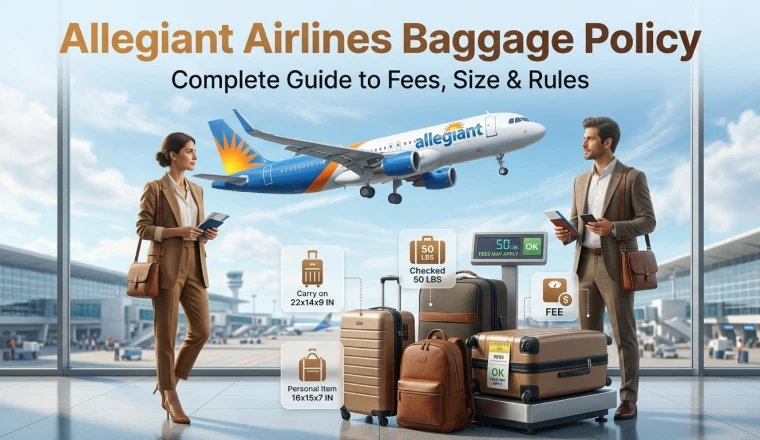 Allegiant Airlines Baggage Policy
Complete Guide to Fees, Size & Rules
allegiant
50 LBS
OK
FEES MAY APPLY
50
LBS
Checked
50 LBS
Carry on
22x14x9 IN
FEE
$
OK
Personal Item
16x15x7 IN